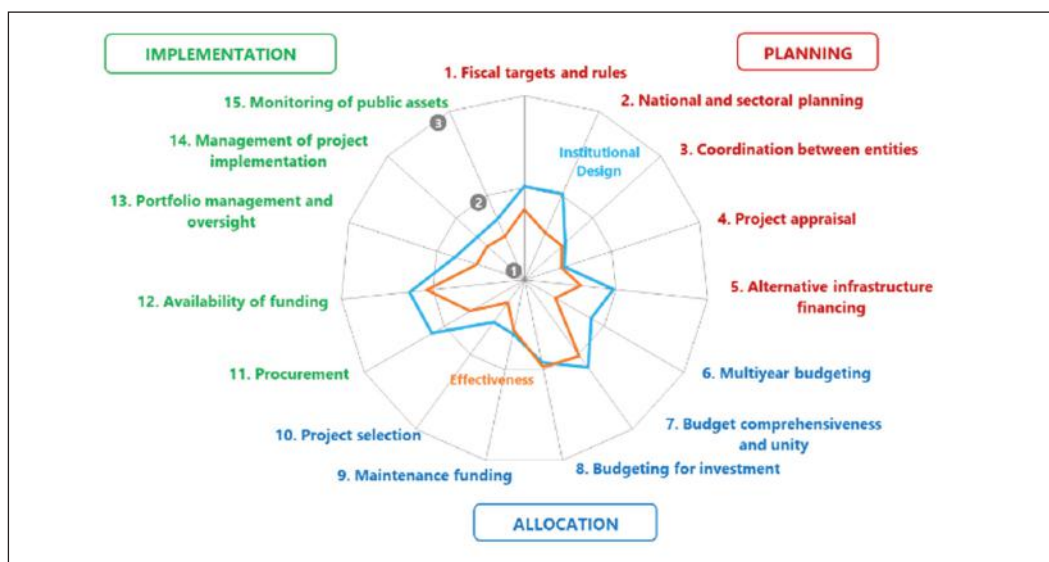 IMPLEMENTATION
PLANNING
1. Fiscal targets and rules
15. Monitoring of public assets
2. National and sectoral planning
3
14. Management of project
implementation
Institutional
Design
3. Coordination between entities
13. Portfolio management and
oversight
2
4. Project appraisal
1
12. Availability of funding
5. Alternative infrastructure
financing
11. Procurement
Effectiveness
6. Multiyear budgeting
10. Project selection
7. Budget comprehensiveness
and unity
9. Maintenance funding
8. Budgeting for investment
ALLOCATION